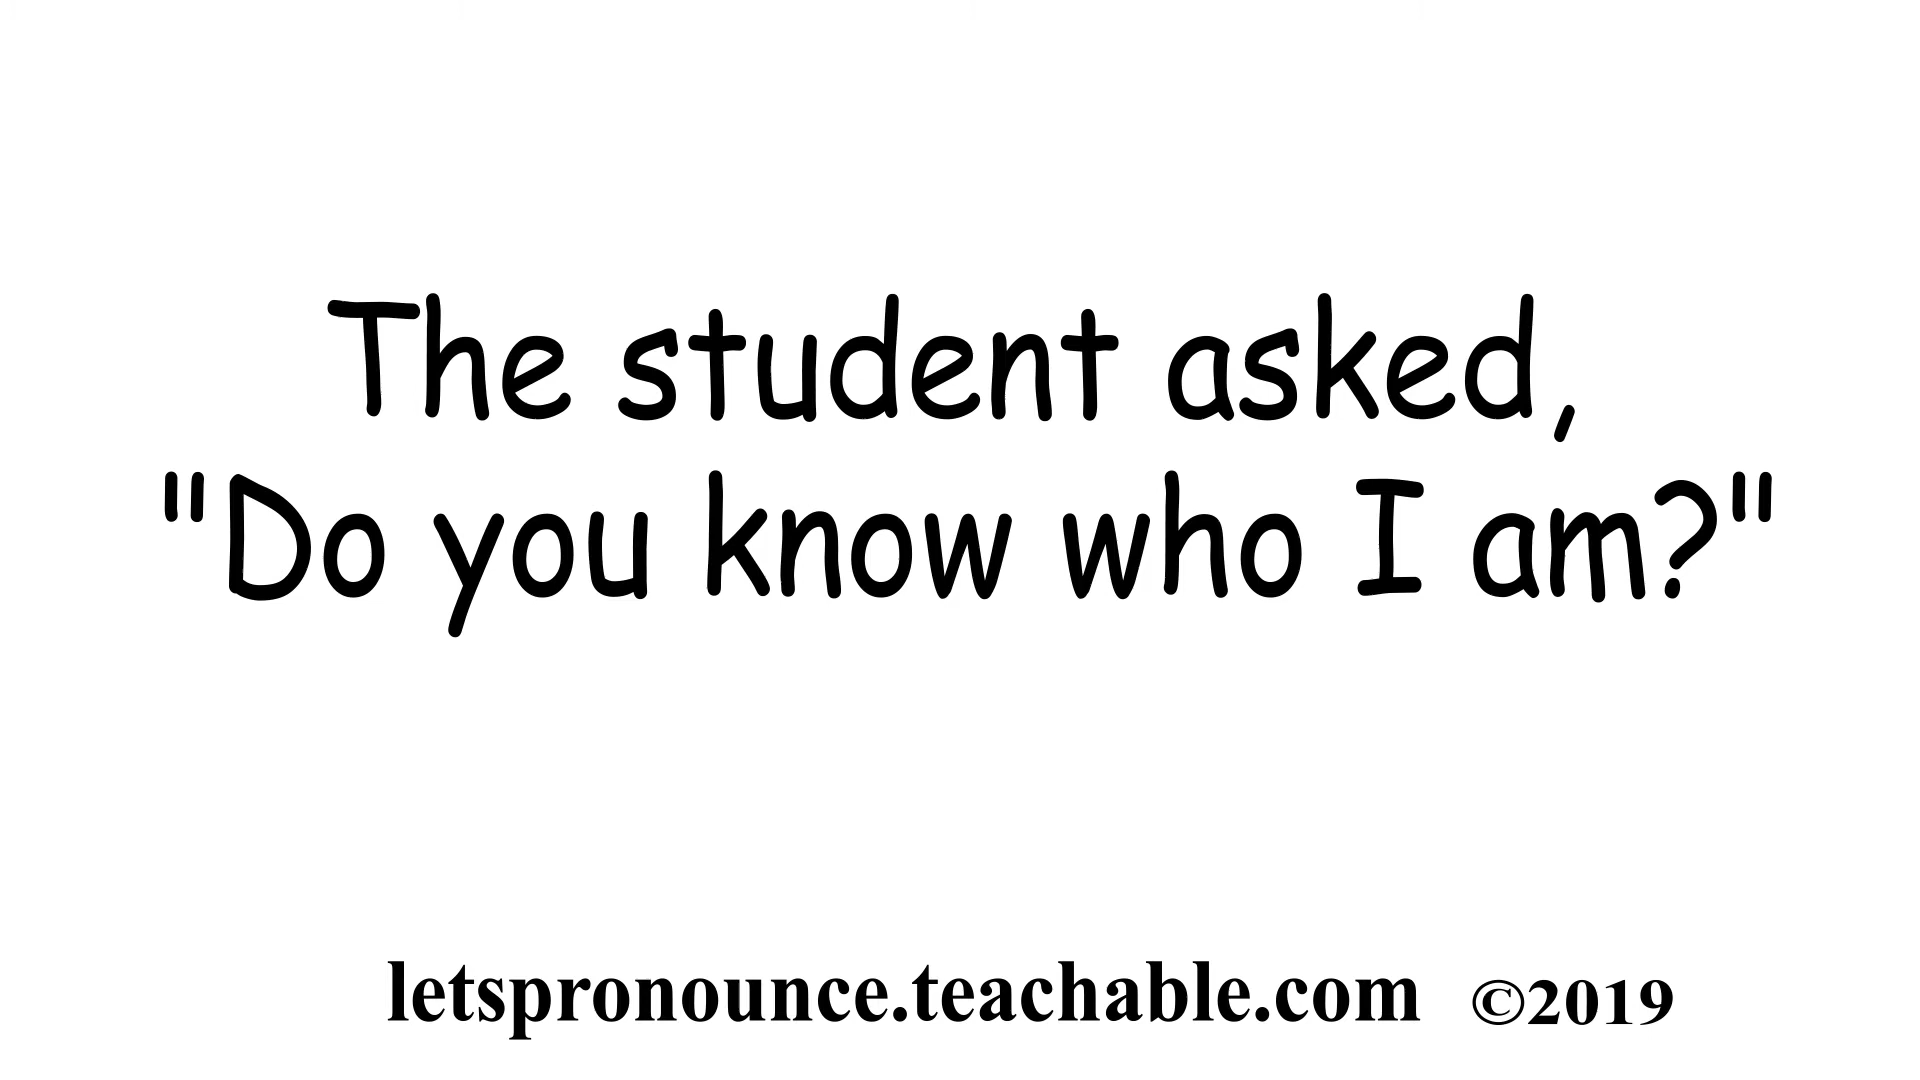 The student asked,
"Do you know who I am?"
letspronounce.teachable.com ©2019